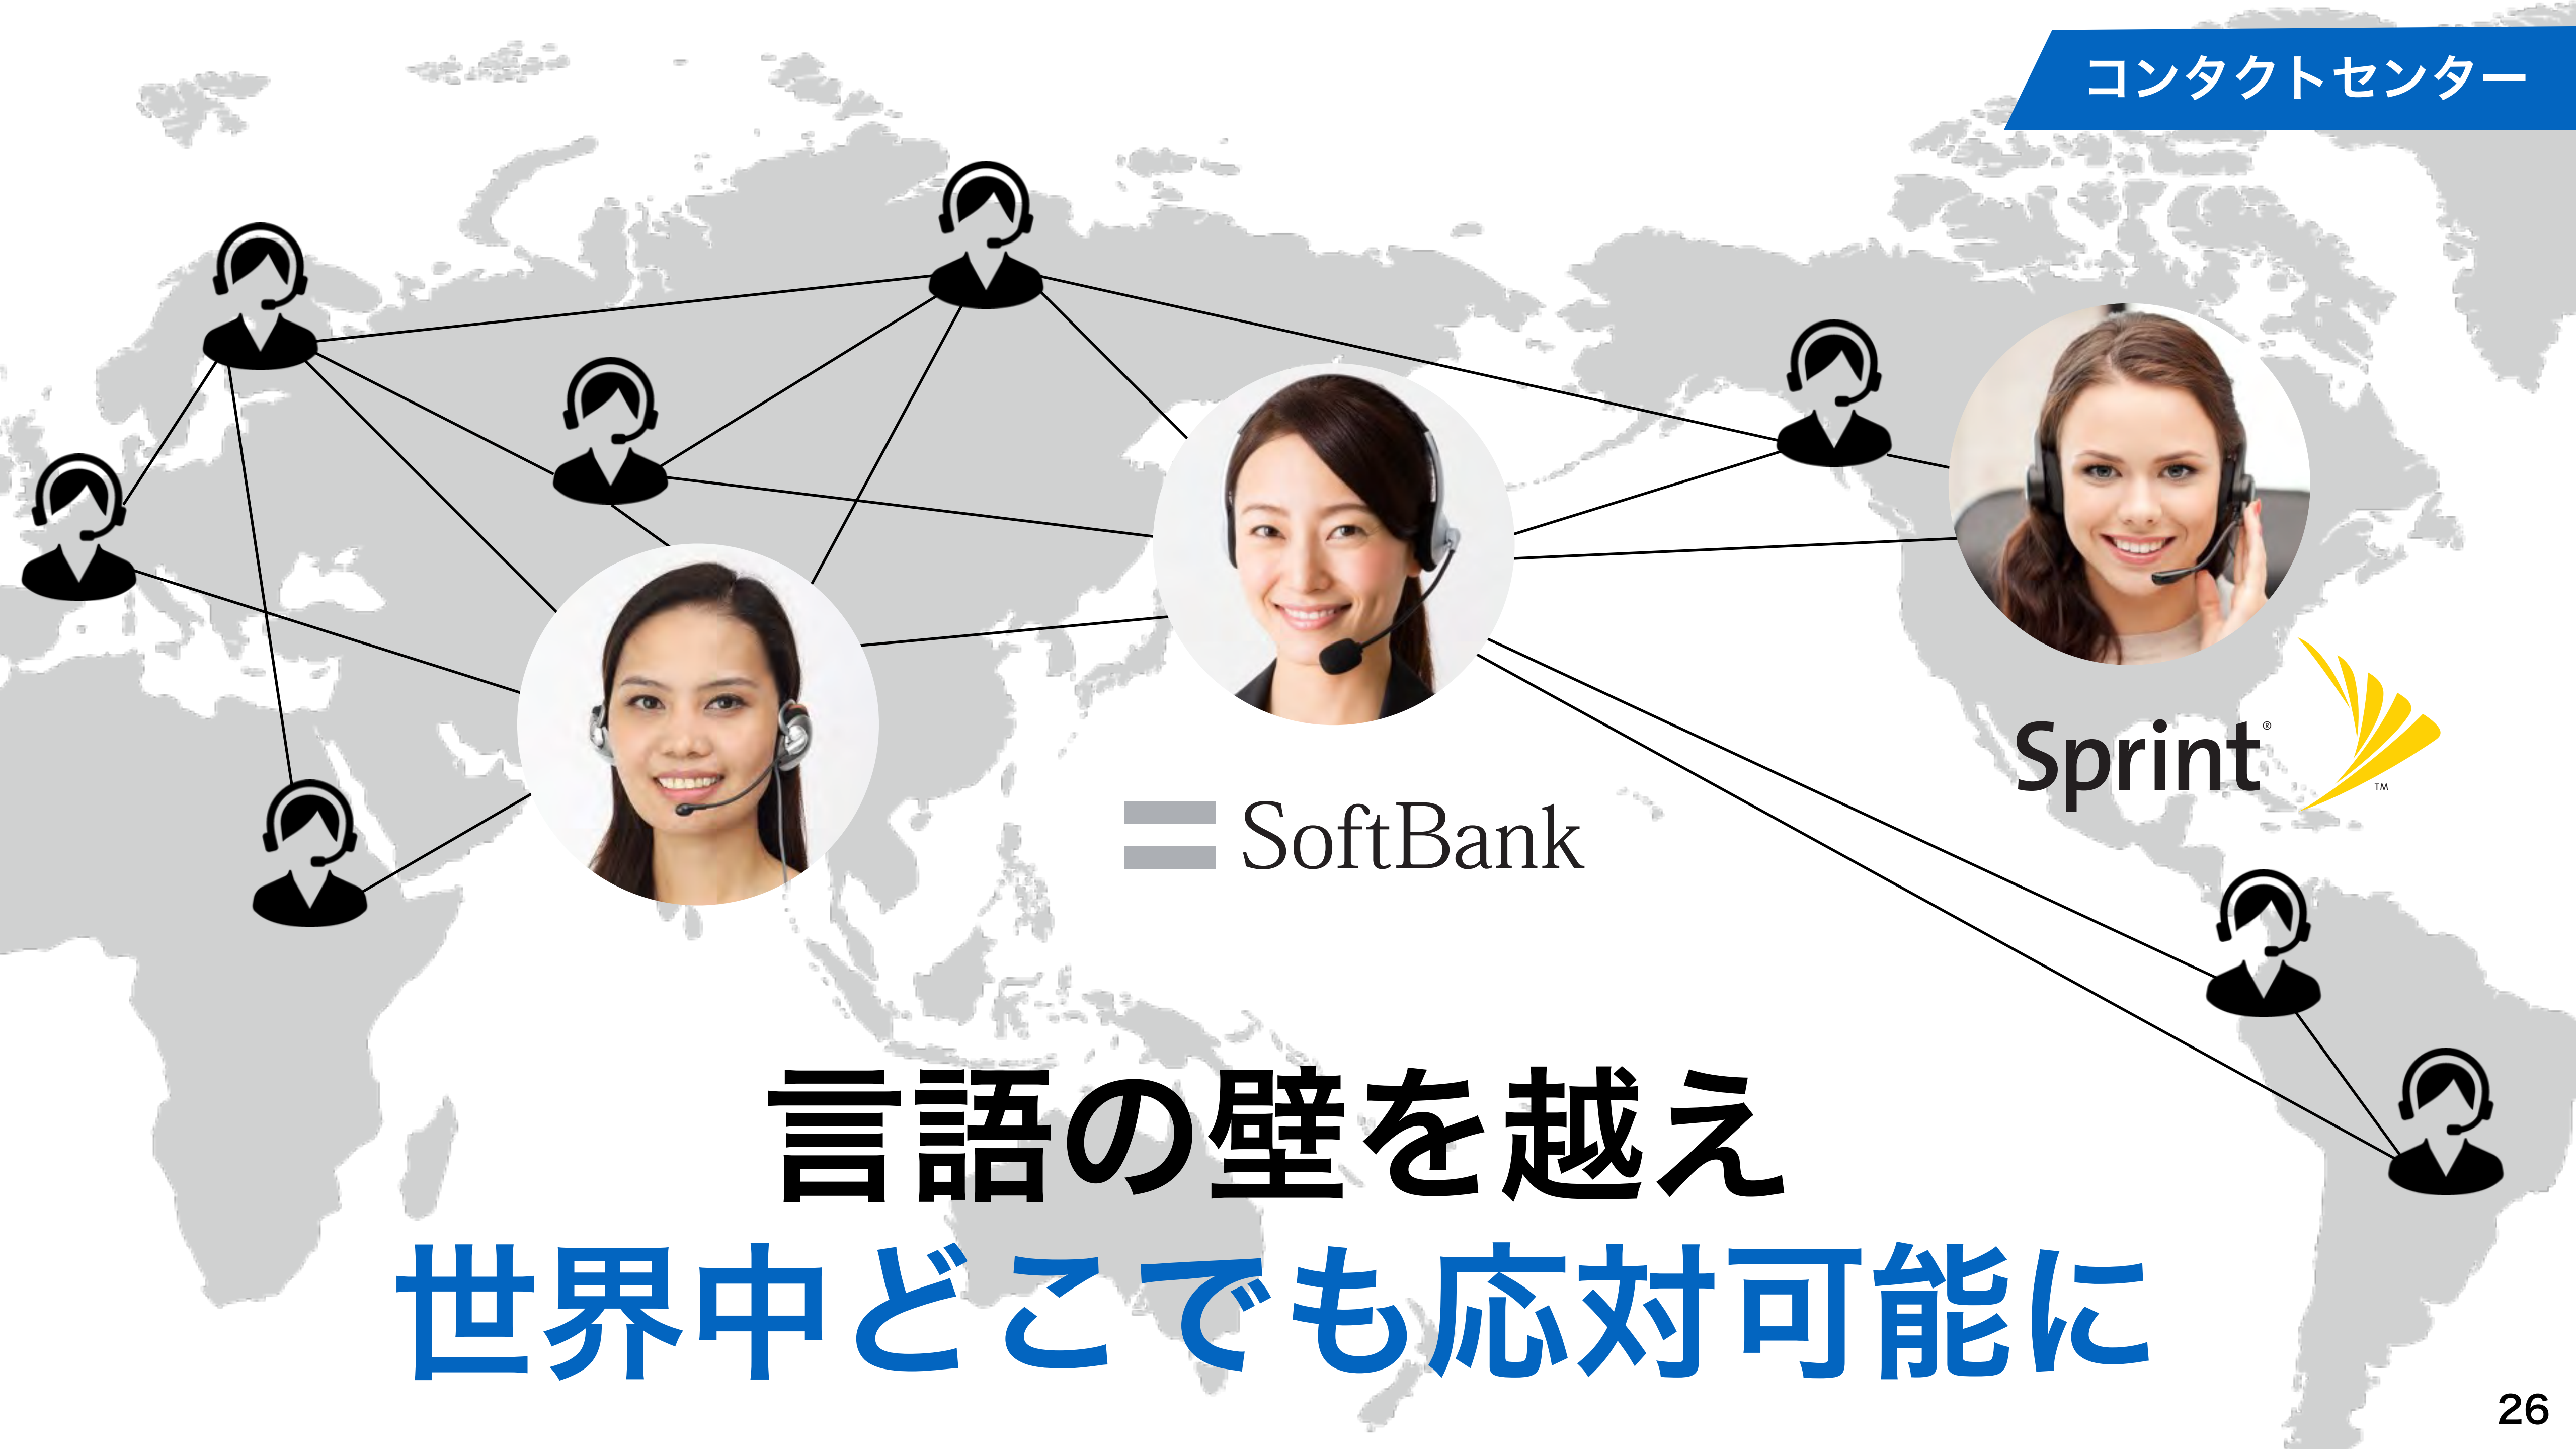 コンタクトセンター
Sprint®
TM
SoftBank
言語の壁を越え
世界中どこでも応対可能に
26